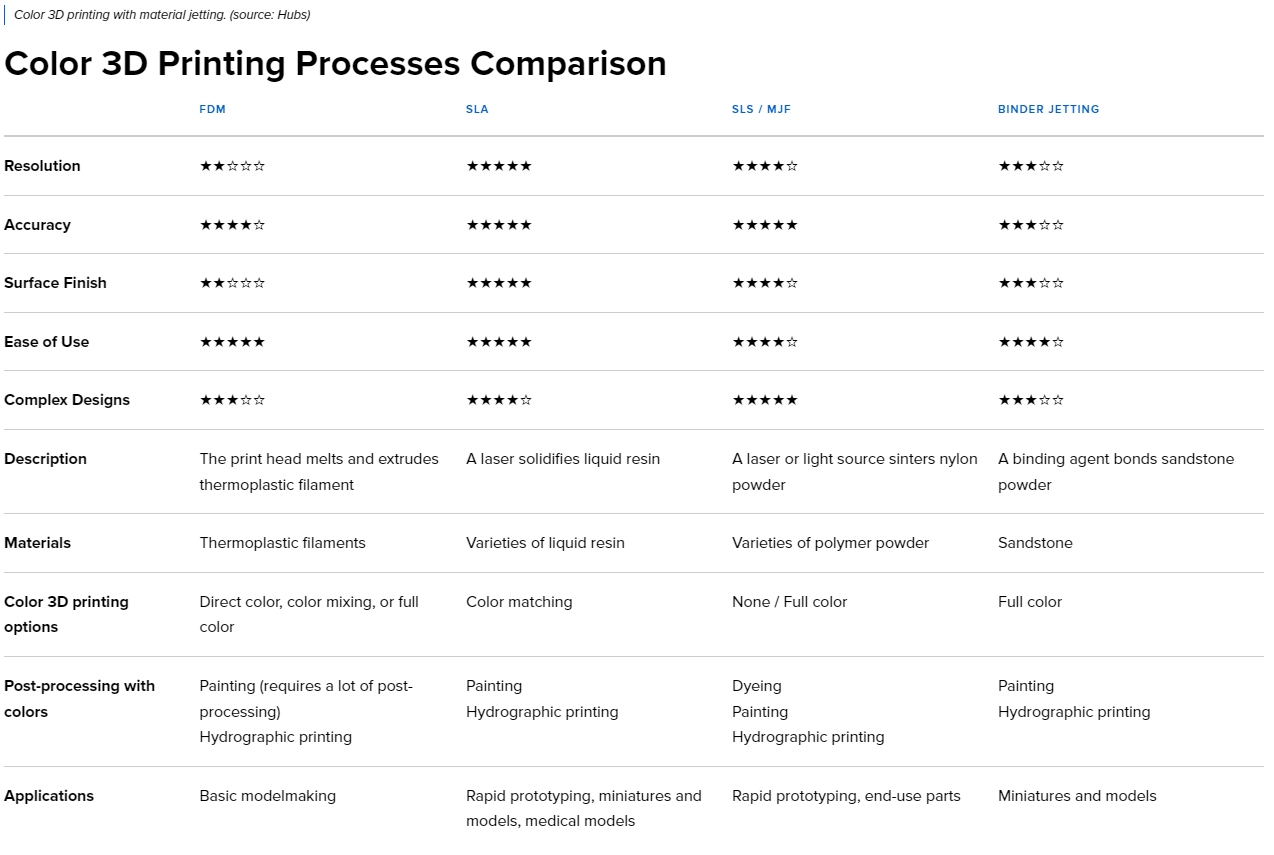 Color 3D printing with material jetting. (source: Hubs)
Color 3D Printing Processes Comparison
FDM SLA SLS / MJF BINDER JETTING
Resolution ★★☆☆☆ ★★★★★ ★★★★☆ ★★★☆☆
Accuracy ★★★★☆ ★★★★★ ★★★★★ ★★★☆☆
Surface Finish ★★☆☆☆ ★★★★★ ★★★★☆ ★★★☆☆
Ease of Use ★★★★★ ★★★★★ ★★★★☆ ★★★★☆
Complex Designs ★★★☆☆ ★★★★☆ ★★★★★ ★★★☆☆
Description The print head melts and extrudes A laser solidifies liquid resin A laser or light source sinters nylon A binding agent bonds sandstone
thermoplastic filament powder powder
Materials Thermoplastic filaments Varieties of liquid resin Varieties of polymer powder Sandstone
Color 3D printing Direct color, color mixing, or full Color matching None / Full color Full color
options color
Post-processing with Painting (requires a lot of post- Painting Dyeing Painting
colors processing) Hydrographic printing Painting Hydrographic printing
Hydrographic printing Hydrographic printing
Applications Basic modelmaking Rapid prototyping, miniatures and Rapid prototyping, end-use parts Miniatures and models
models, medical models